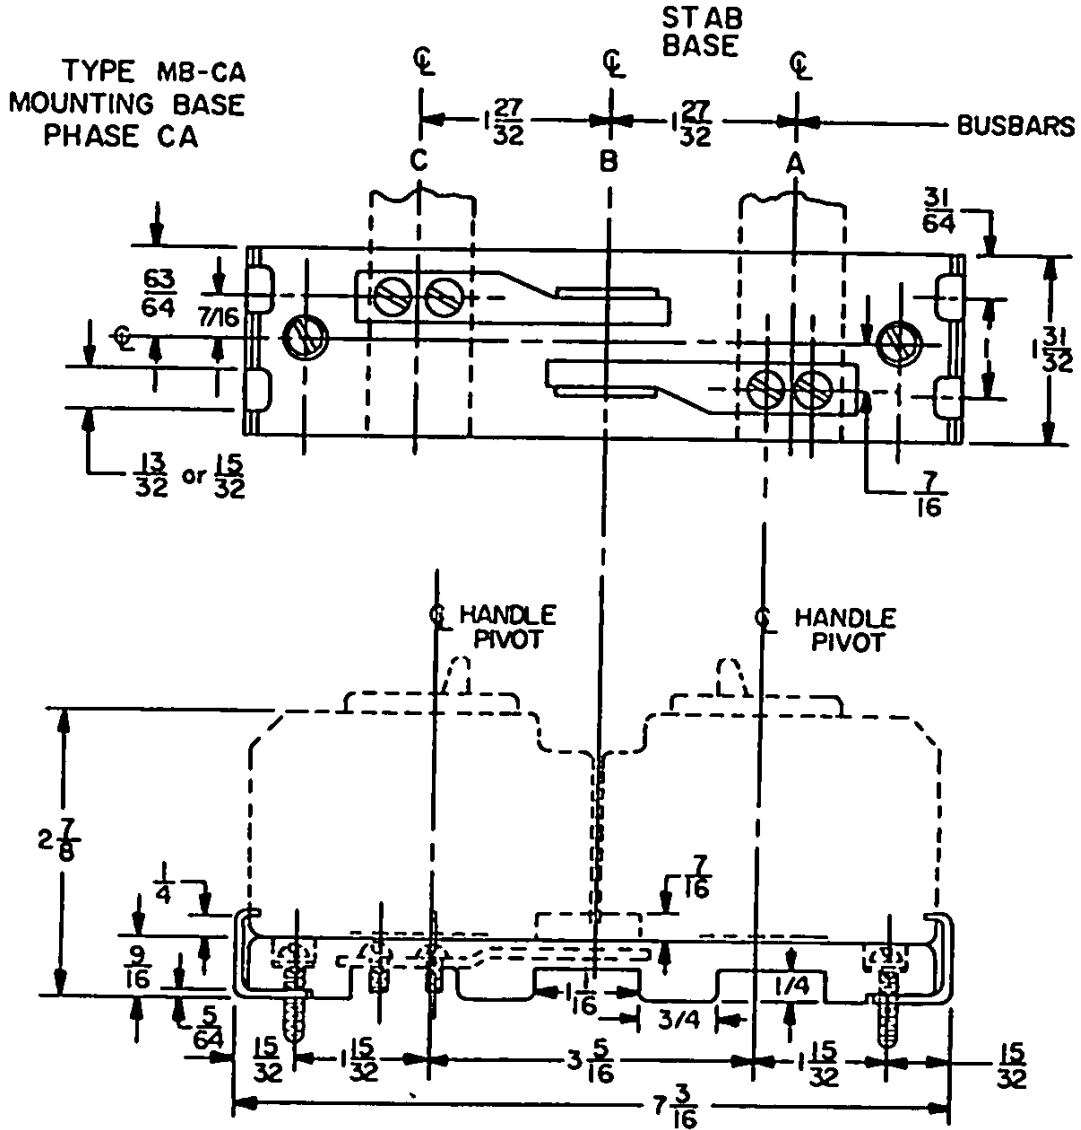 STAB
BASE
TYPE MB-CA
MOUNTING BASE
PHASE CA
℄ ℄ ℄
1 27/32 1 27/32 BUSBARS
C B A
31/64
63/64
7/16
℄
1 31/32
13/32 or 15/32
7/16
℄ HANDLE
PIVOT
℄ HANDLE
PIVOT
2 7/8
1/4
7/16
9/16
1 1/16
1/4
5/64
3/4
15/32 1 15/32 3 5/16 1 15/32 15/32
7 3/16